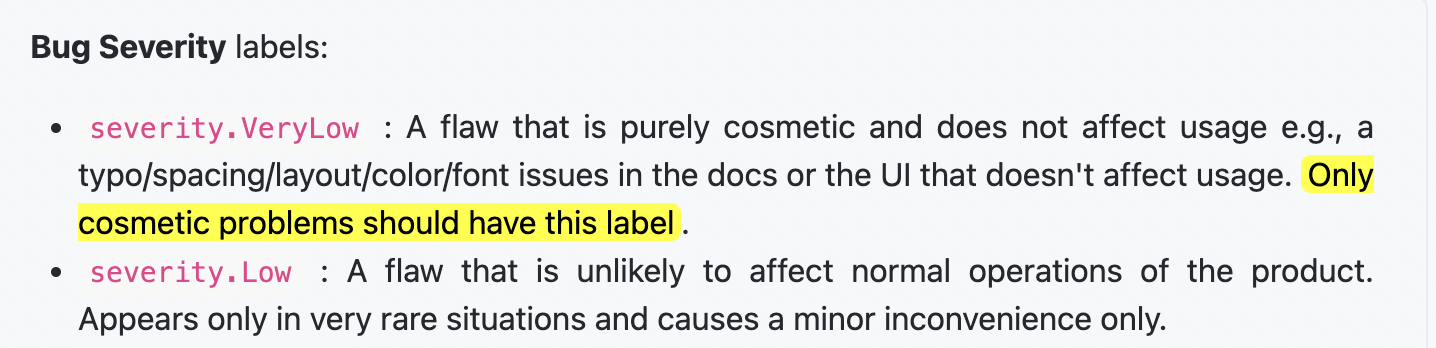 Bug Severity labels:
• severity.VeryLow : A flaw that is purely cosmetic and does not affect usage e.g., a
typo/spacing/layout/color/font issues in the docs or the UI that doesn't affect usage. Only
cosmetic problems should have this label.
• severity.Low : A flaw that is unlikely to affect normal operations of the product.
Appears only in very rare situations and causes a minor inconvenience only.